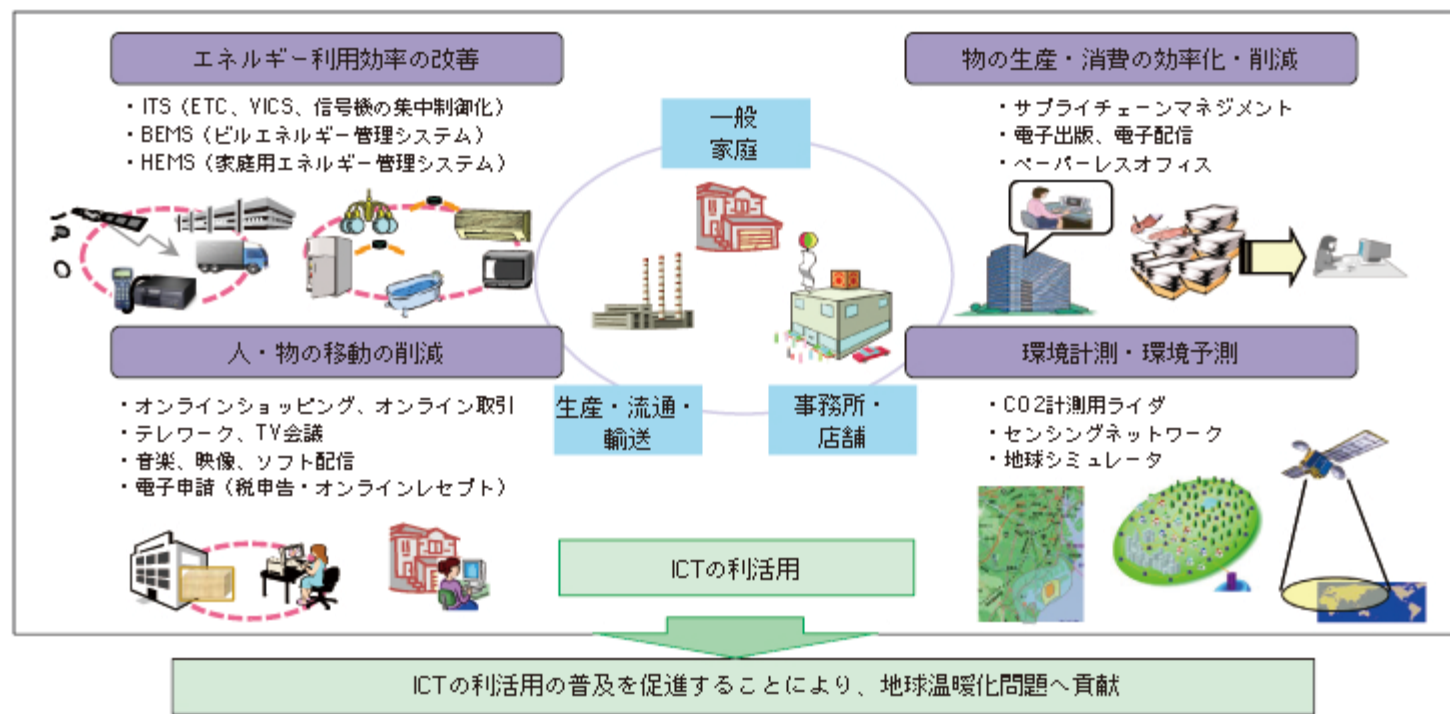 エネルギー利用効率の改善
・ITS（ETC、VICS、信号機の集中制御化）
・BEMS（ビルエネルギー管理システム）
・HEMS（家庭用エネルギー管理システム）
一般
家庭
物の生産・消費の効率化・削減
・サプライチェーンマネジメント
・電子出版、電子配信
・ペーパーレスオフィス
人・物の移動の削減
・オンラインショッピング、オンライン取引
・テレワーク、TV会議
・音楽、映像、ソフト配信
・電子申請（税申告・オンラインレセプト）
生産・流通・
輸送
事務所・
店舗
環境計測・環境予測
・CO2計測用ライダ
・センシングネットワーク
・地球シミュレータ
ICTの利活用
ICTの利活用の普及を促進することにより、地球温暖化問題へ貢献